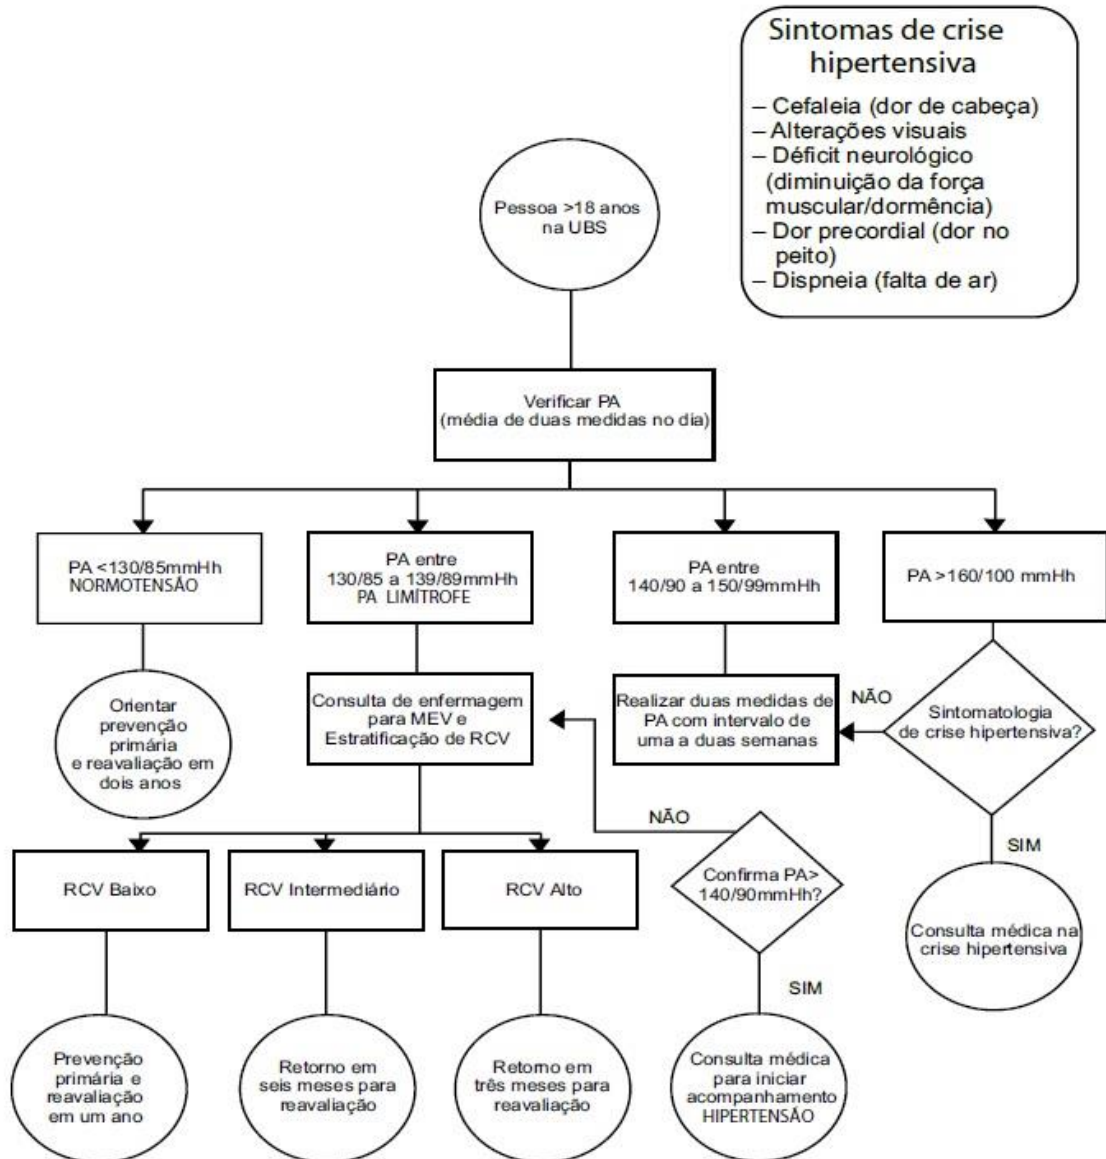 Sintomas de crise
hipertensiva
– Cefaleia (dor de cabeça)
– Alterações visuais
– Déficit neurológico
(diminuição da força
muscular/dormência)
– Dor precordial (dor no
peito)
– Dispneia (falta de ar)
Pessoa >18 anos
na UBS
Verificar PA
(média de duas medidas no dia)
PA <130/85mmHh
NORMOTENSÃO
PA entre
130/85 a 139/89mmHh
PA LIMÍTROFE
PA entre
140/90 a 150/99mmHh
PA >160/100 mmHh
Orientar
prevenção
primária
e reavaliação em
dois anos
Consulta de enfermagem
para MEV e
Estratificação de RCV
Realizar duas medidas de
PA com intervalo de
uma a duas semanas
NÃO
Sintomatologia
de crise hipertensiva?
NÃO
SIM
RCV Baixo
RCV Intermediário
RCV Alto
Confirma PA>
140/90mmHh?
Consulta médica na
crise hipertensiva
SIM
Prevenção
primária e
reavaliação
em um ano
Retorno em
seis meses para
reavaliação
Retorno em
três meses para
reavaliação
Consulta médica
para iniciar
acompanhamento
HIPERTENSÃO